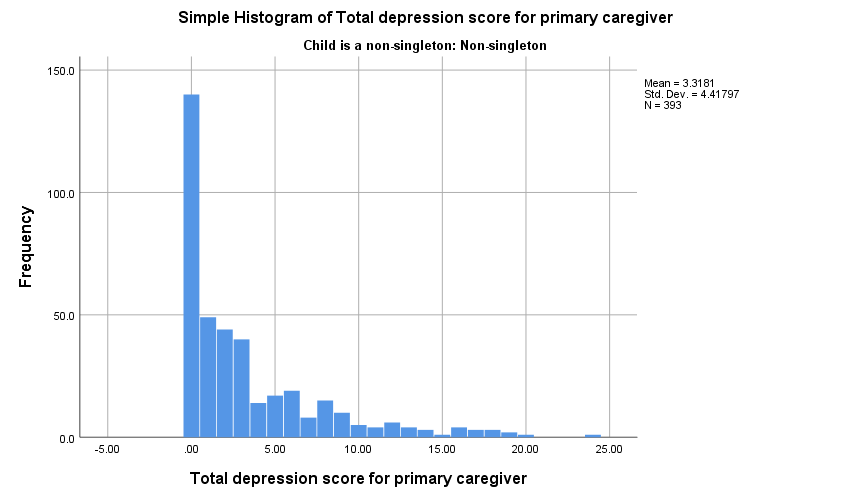 Simple Histogram of Total depression score for primary caregiver
Child is a non-singleton: Non-singleton
150.0
100.0
50.0
0.0
Frequency
-5.00
.00
5.00
10.00
15.00
20.00
25.00
Total depression score for primary caregiver
Mean = 3.3181
Std. Dev. = 4.41797
N = 393